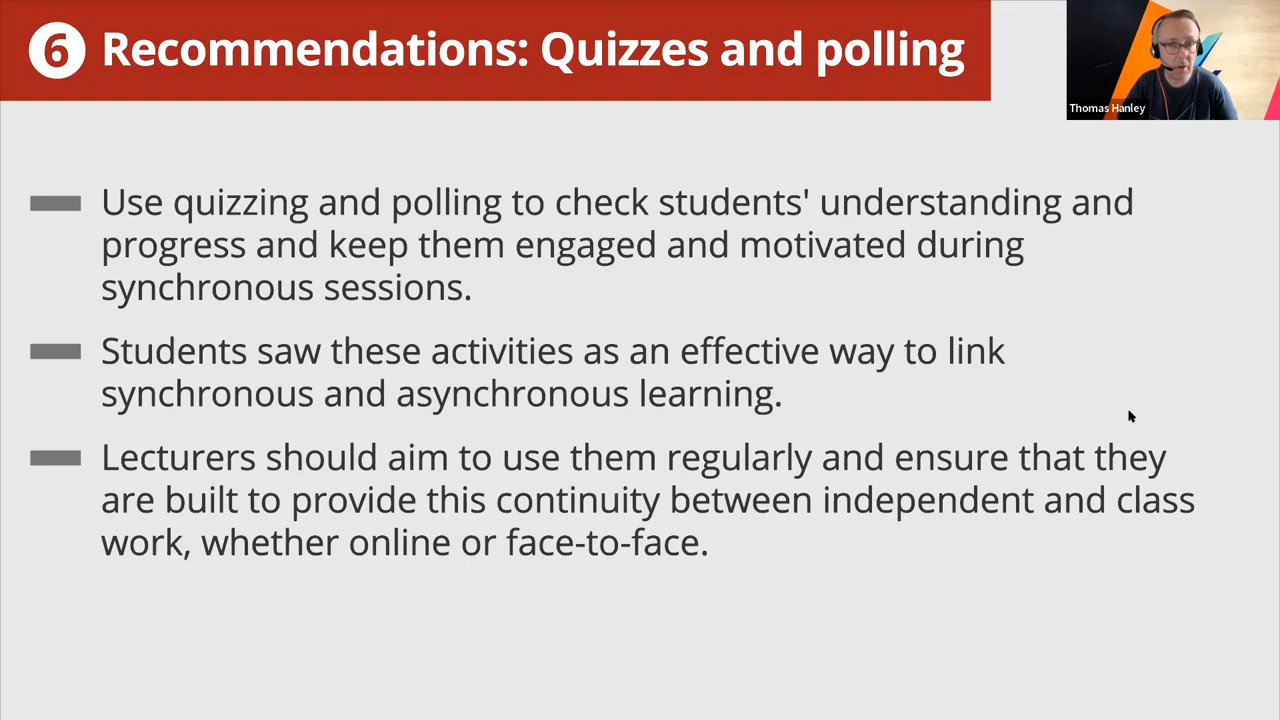 6 Recommendations: Quizzes and polling
Thomas Hanley
Use quizzing and polling to check students' understanding and
progress and keep them engaged and motivated during
synchronous sessions.
Students saw these activities as an effective way to link
synchronous and asynchronous learning.
Lecturers should aim to use them regularly and ensure that they
are built to provide this continuity between independent and class
work, whether online or face-to-face.